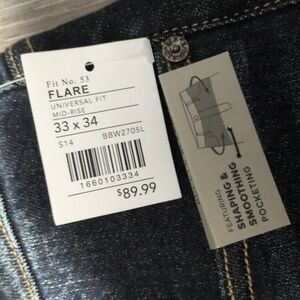 Fit No. 53
FLARE
UNIVERSAL FIT
MID-RISE
33 x 34
S14 BBW2705L
1660103334
$89.99
FEATURING
SHAPING &
SMOOTHING
POCKETING